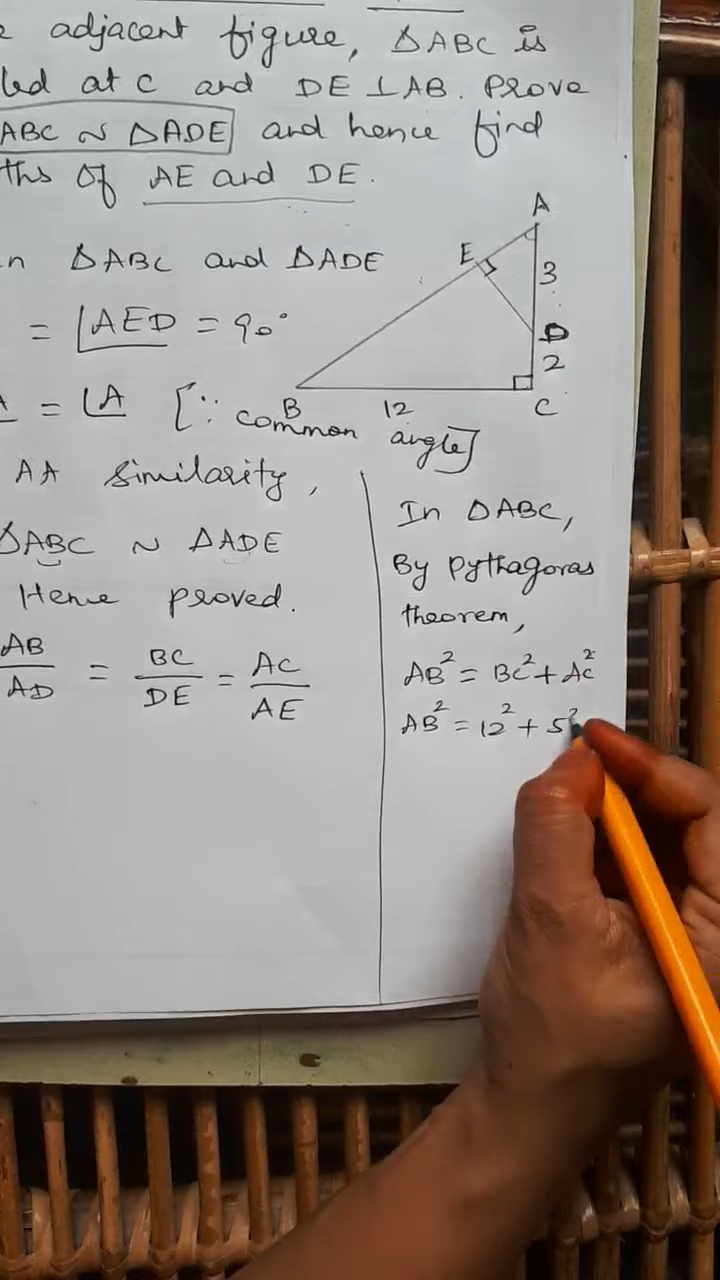 adjacent figure, ΔABC is
led at C and DE ⊥ AB. Prove
ABC ~ ΔADE and hence find
ths of AE and DE.
n ΔABC and ΔADE
= ∠AED = 90°
= ∠A [∵ common angle]
AA similarity,
ΔABC ~ ΔADE
Hence proved.
AB/AD = BC/DE = AC/AE
A
E
3
D
2
B
12
C
In ΔABC,
By Pythagoras
theorem,
AB² = BC² + AC²
AB² = 12² + 5²